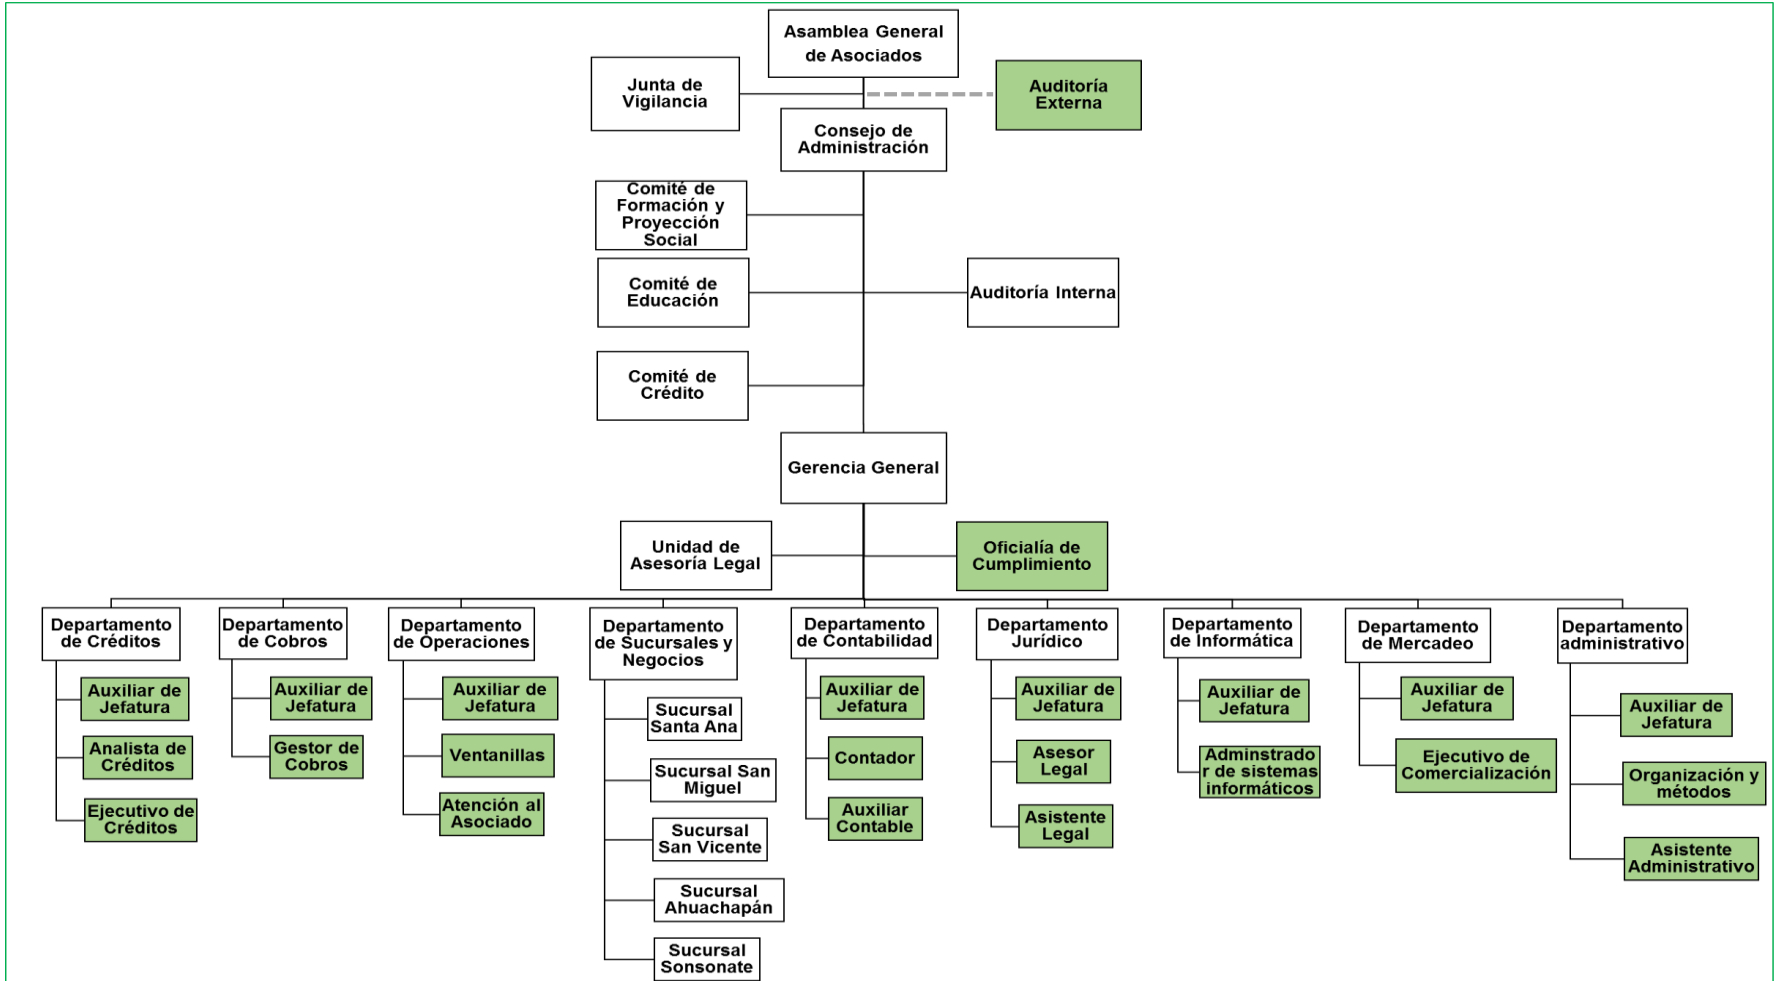 Asamblea General
de Asociados
Junta de
Vigilancia
Auditoría
Externa
Consejo de
Administración
Comité de
Formación y
Proyección
Social
Comité de
Educación
Auditoría Interna
Comité de
Crédito
Gerencia General
Unidad de
Asesoría Legal
Oficialía de
Cumplimiento
Departamento
de Créditos
Auxiliar de
Jefatura
Analista de
Créditos
Ejecutivo de
Créditos
Departamento
de Cobros
Auxiliar de
Jefatura
Gestor de
Cobros
Departamento
de Operaciones
Auxiliar de
Jefatura
Ventanillas
Atención al
Asociado
Departamento
de Sucursales y
Negocios
Sucursal
Santa Ana
Sucursal San
Miguel
Sucursal
San Vicente
Sucursal
Ahuachapán
Sucursal
Sonsonate
Departamento
de Contabilidad
Auxiliar de
Jefatura
Contador
Auxiliar
Contable
Departamento
Jurídico
Auxiliar de
Jefatura
Asesor
Legal
Asistente
Legal
Departamento
de Informática
Auxiliar de
Jefatura
Adminstrado
r de sistemas
informáticos
Departamento
de Mercadeo
Auxiliar de
Jefatura
Ejecutivo de
Comercialización
Departamento
administrativo
Auxiliar de
Jefatura
Organización y
métodos
Asistente
Administrativo